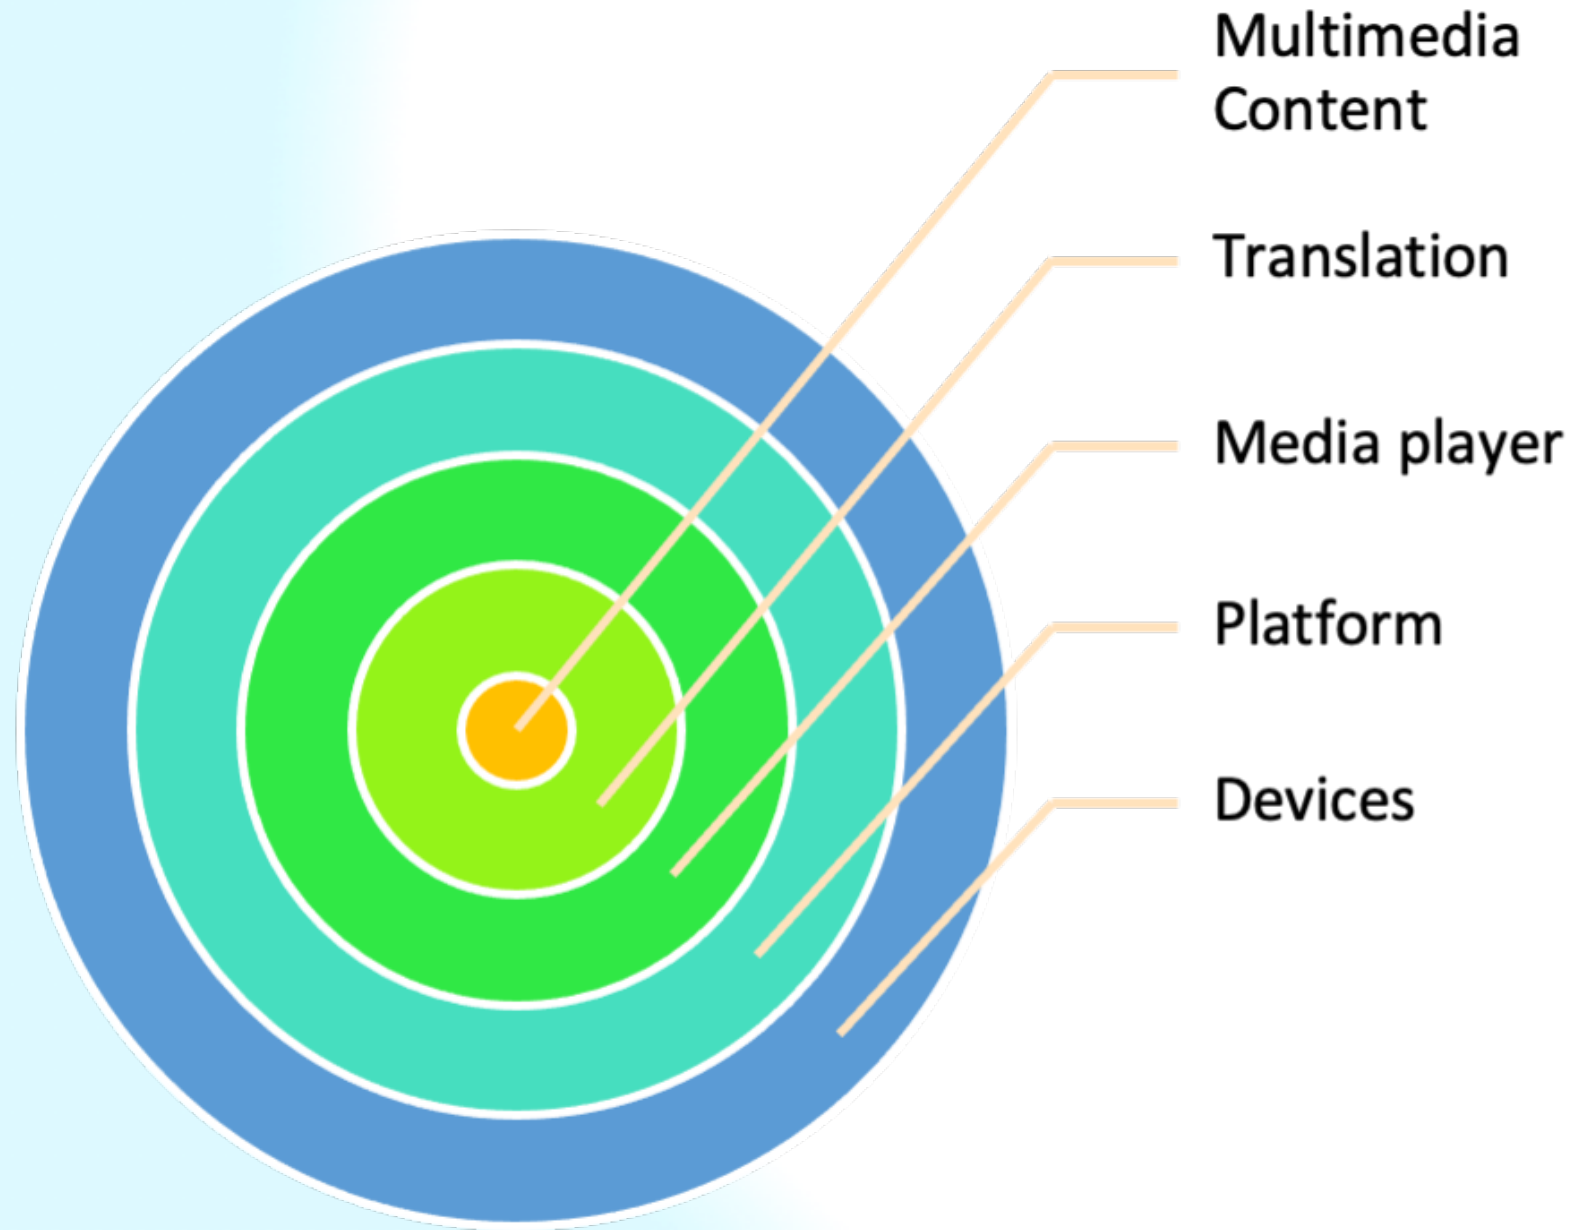 Multimedia
Content
Translation
Media player
Platform
Devices